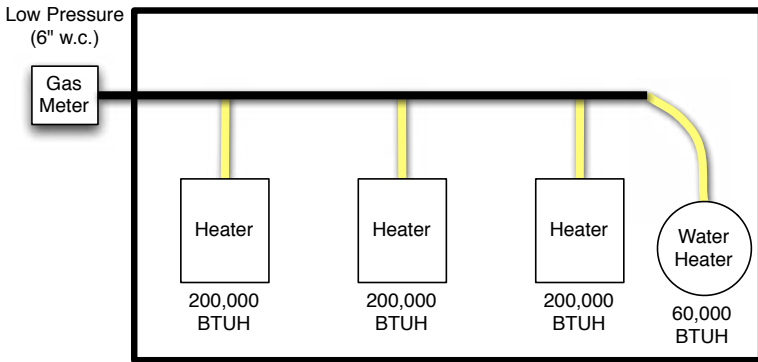 Low Pressure
(6" w.c.)
Gas
Meter
Heater
Heater
Heater
Water
Heater
200,000
BTUH
200,000
BTUH
200,000
BTUH
60,000
BTUH